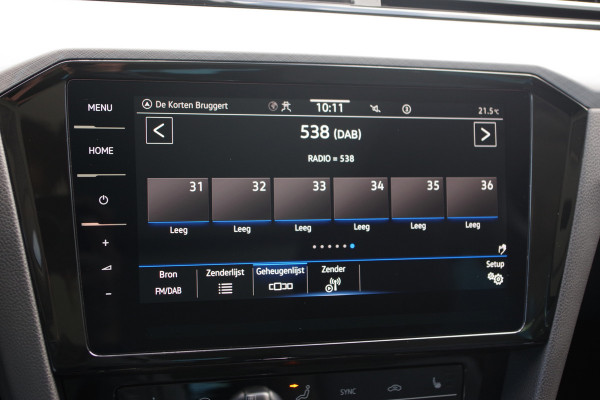 MENU
HOME
De Korten Bruggert 10:11 3 21.5°C
538 (DAB)
RADIO = 538
31 32 33 34 35 36
Leeg Leeg Leeg Leeg Leeg Leeg
Bron Zenderlijst Geheugenlijst Zender Setup
FM/DAB
SYNC